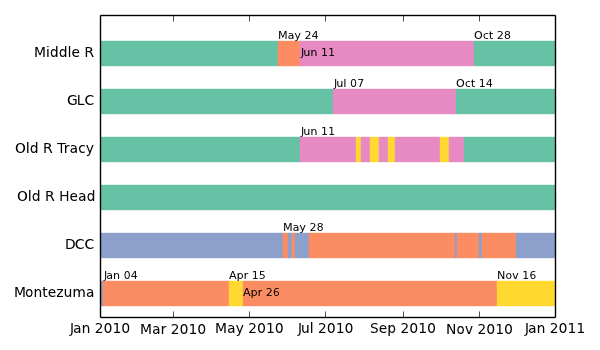 May 24
Oct 28
Middle R
Jun 11
Jul 07
Oct 14
GLC
Jun 11
Old R Tracy
Old R Head
May 28
DCC
Jan 04
Apr 15
Nov 16
Montezuma
Apr 26
Jan 2010
Mar 2010
May 2010
Jul 2010
Sep 2010
Nov 2010
Jan 2011